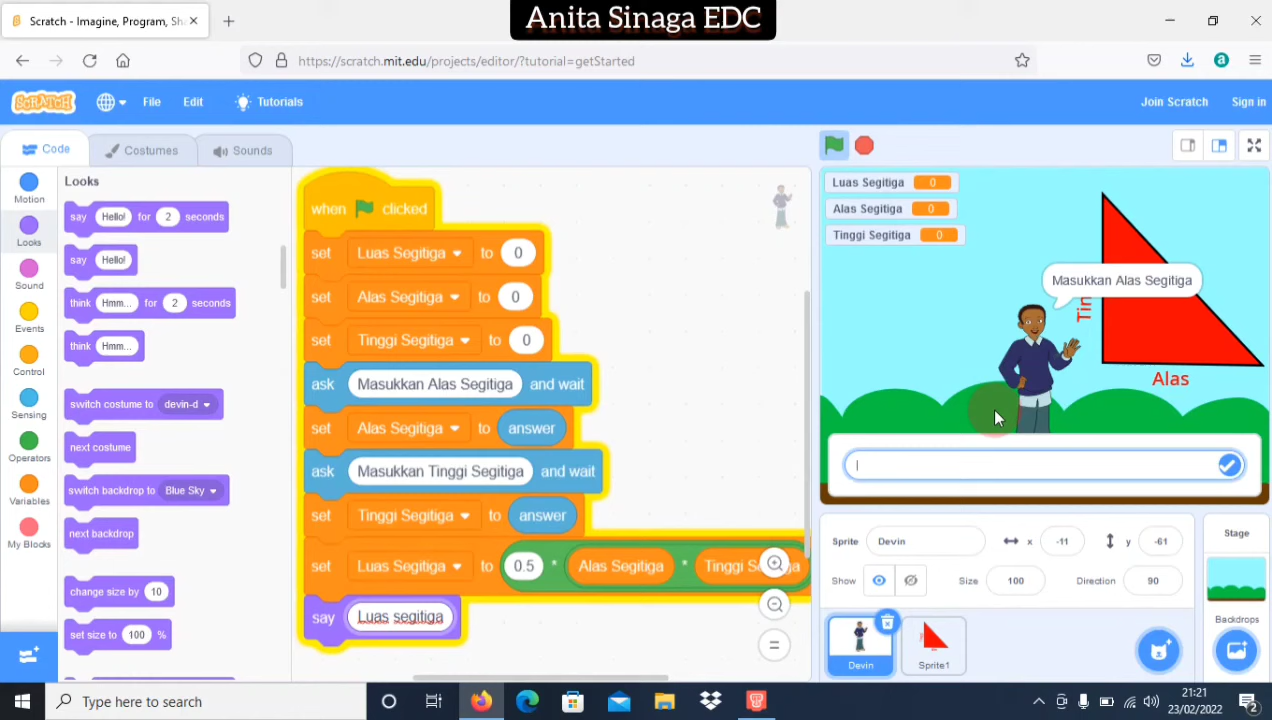 Anita Sinaga EDC
Scratch - Imagine, Program, Sh
https://scratch.mit.edu/projects/editor/?tutorial=getStarted
SCRATCH File Edit Tutorials Join Scratch Sign in
Code Costumes Sounds
Motion
Looks
Sound
Events
Control
Sensing
Operators
Variables
My Blocks
Looks
say Hello! for 2 seconds
say Hello!
think Hmm... for 2 seconds
think Hmm...
switch costume to devin-d
next costume
switch backdrop to Blue Sky
next backdrop
change size by 10
set size to 100 %
when clicked
set Luas Segitiga to 0
set Alas Segitiga to 0
set Tinggi Segitiga to 0
ask Masukkan Alas Segitiga and wait
set Alas Segitiga to answer
ask Masukkan Tinggi Segitiga and wait
set Tinggi Segitiga to answer
set Luas Segitiga to 0.5 * Alas Segitiga * Tinggi
say Luas segitiga
Luas Segitiga 0
Alas Segitiga 0
Tinggi Segitiga 0
Masukkan Alas Segitiga
Alas
Sprite Devin x -11 y -61
Show Size 100 Direction 90
Devin
Sprite1
Stage
Backdrops
Type here to search
21:21
23/02/2022
2